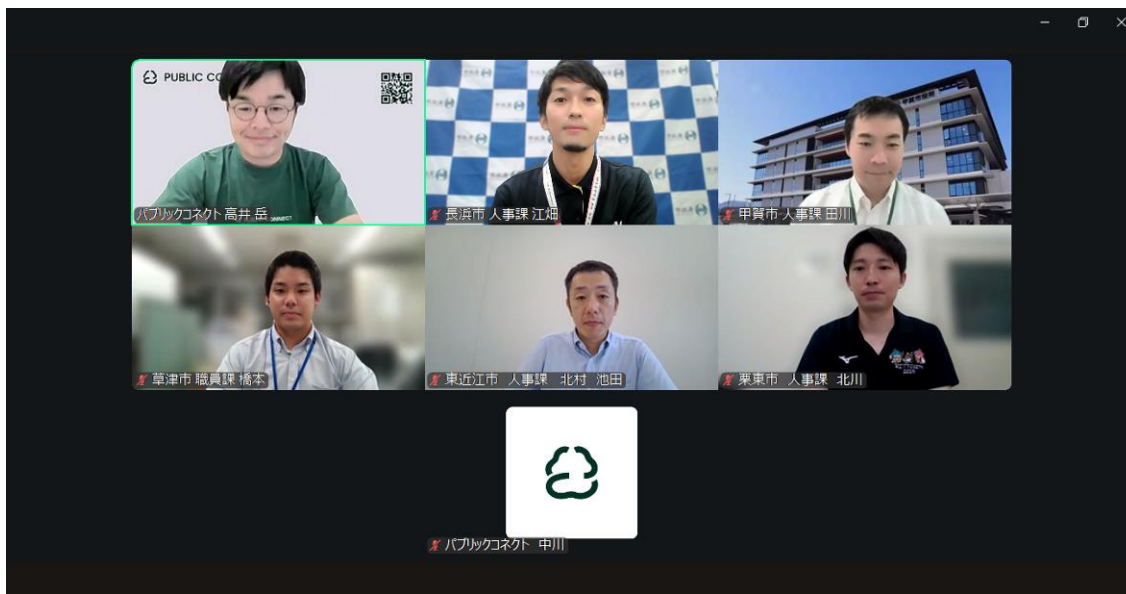 PUBLIC CO
パブリックコネクト 高井 岳
長浜市 人事課 江畑
甲賀市 人事課 田川
草津市 職員課 橋本
東近江市 人事課 北村 池田
栗東市 人事課 北川
パブリックコネクト 中川